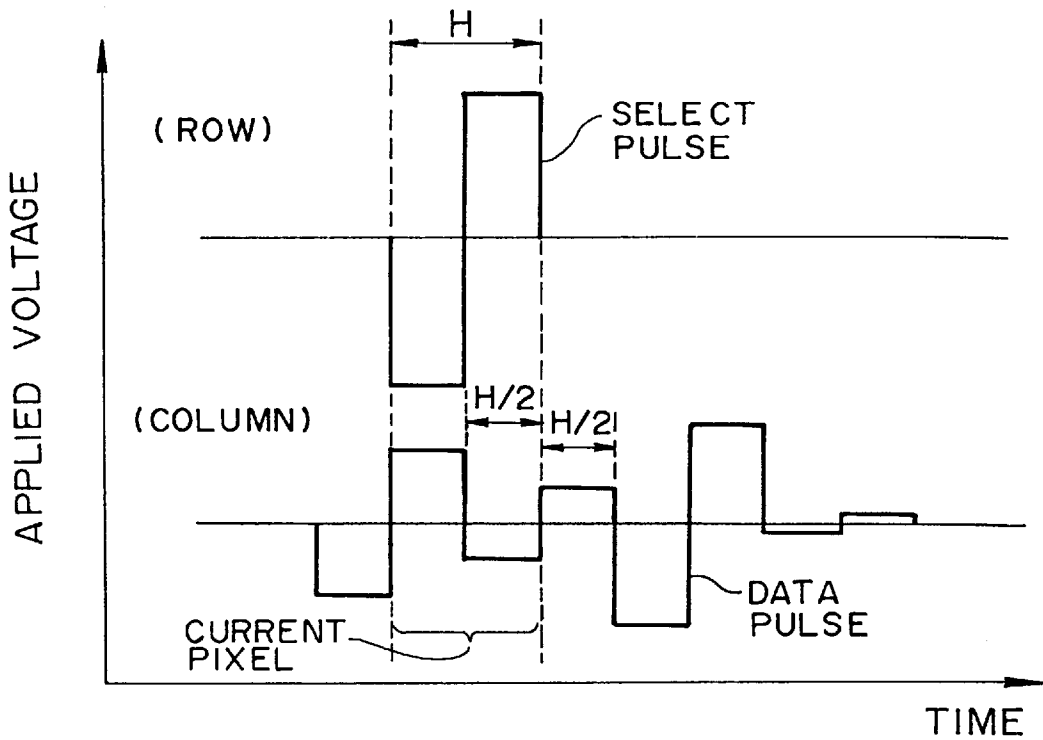 H
(ROW)
SELECT
PULSE
APPLIED VOLTAGE
H/2
H/2
(COLUMN)
DATA
PULSE
CURRENT
PIXEL
TIME